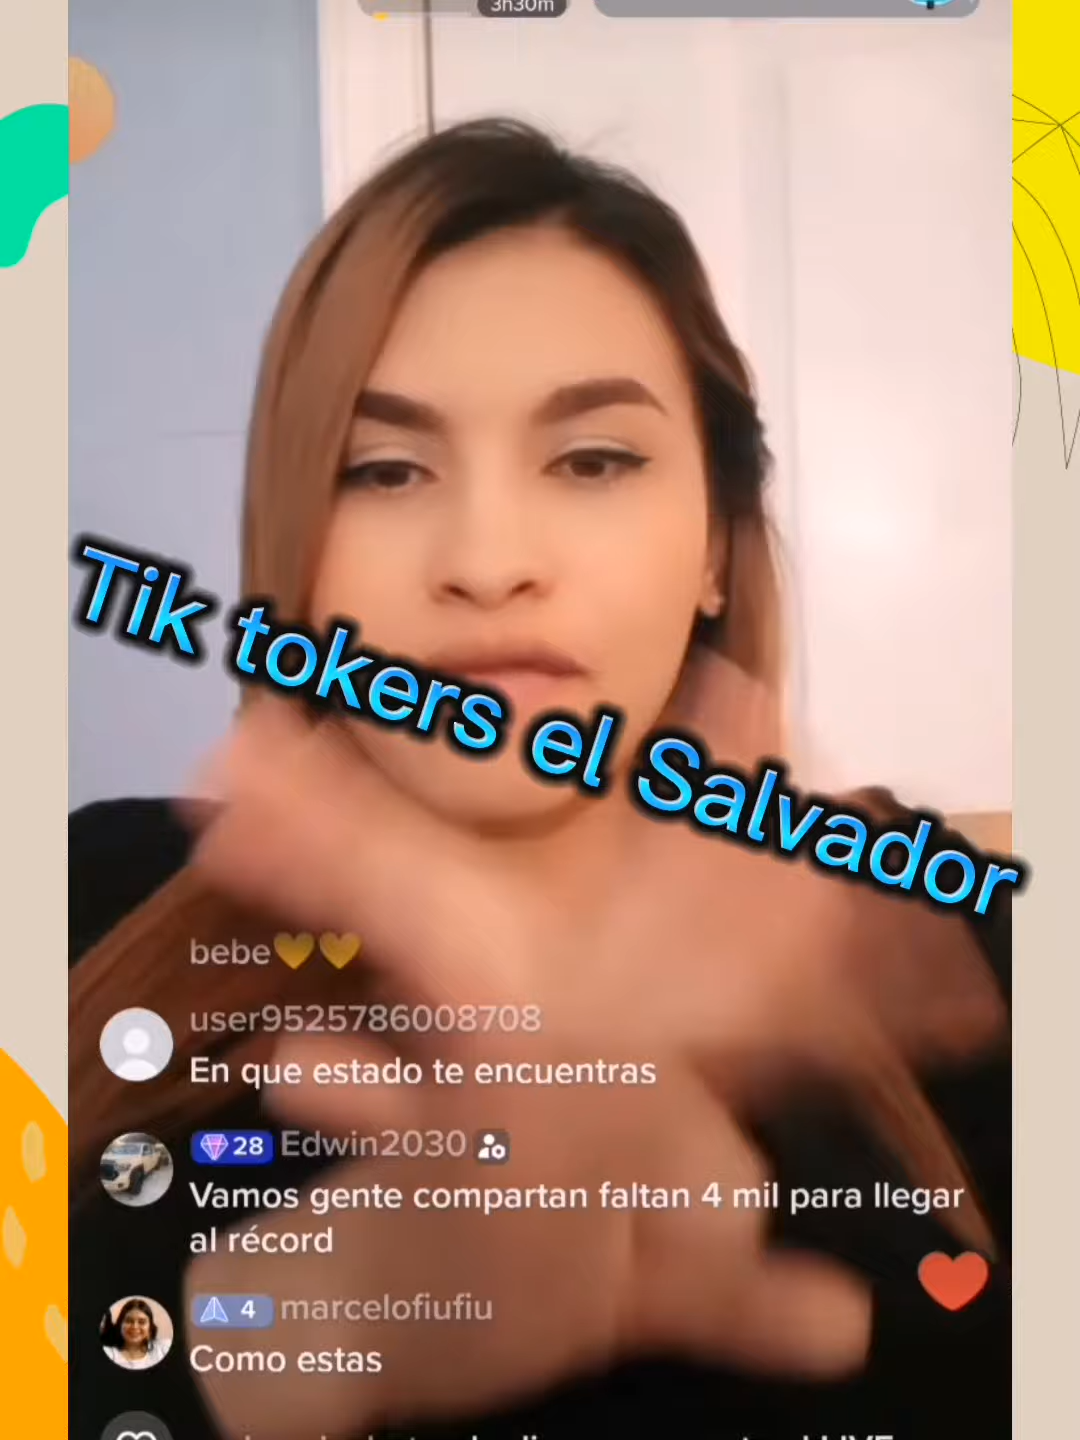 3h30m
Tik tokers el Salvador
bebe💛💛
user9525786008708
En que estado te encuentras
28 Edwin2030
Vamos gente compartan faltan 4 mil para llegar
al récord
4 marcelofiufiu
Como estas